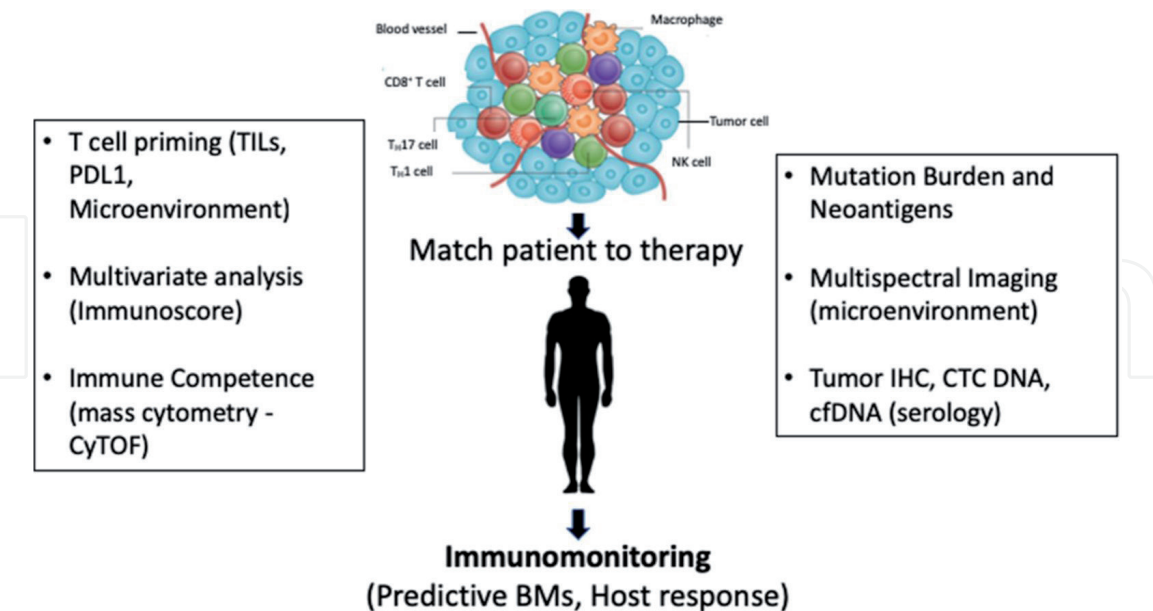 Blood vessel
Macrophage
CD8⁺ T cell
Tumor cell
Tₕ17 cell
NK cell
Tₕ1 cell
• T cell priming (TILs,
PDL1,
Microenvironment)
• Multivariate analysis
(Immunoscore)
• Immune Competence
(mass cytometry -
CyTOF)
Match patient to therapy
• Mutation Burden and
Neoantigens
• Multispectral Imaging
(microenvironment)
• Tumor IHC, CTC DNA,
cfDNA (serology)
Immunomonitoring
(Predictive BMs, Host response)